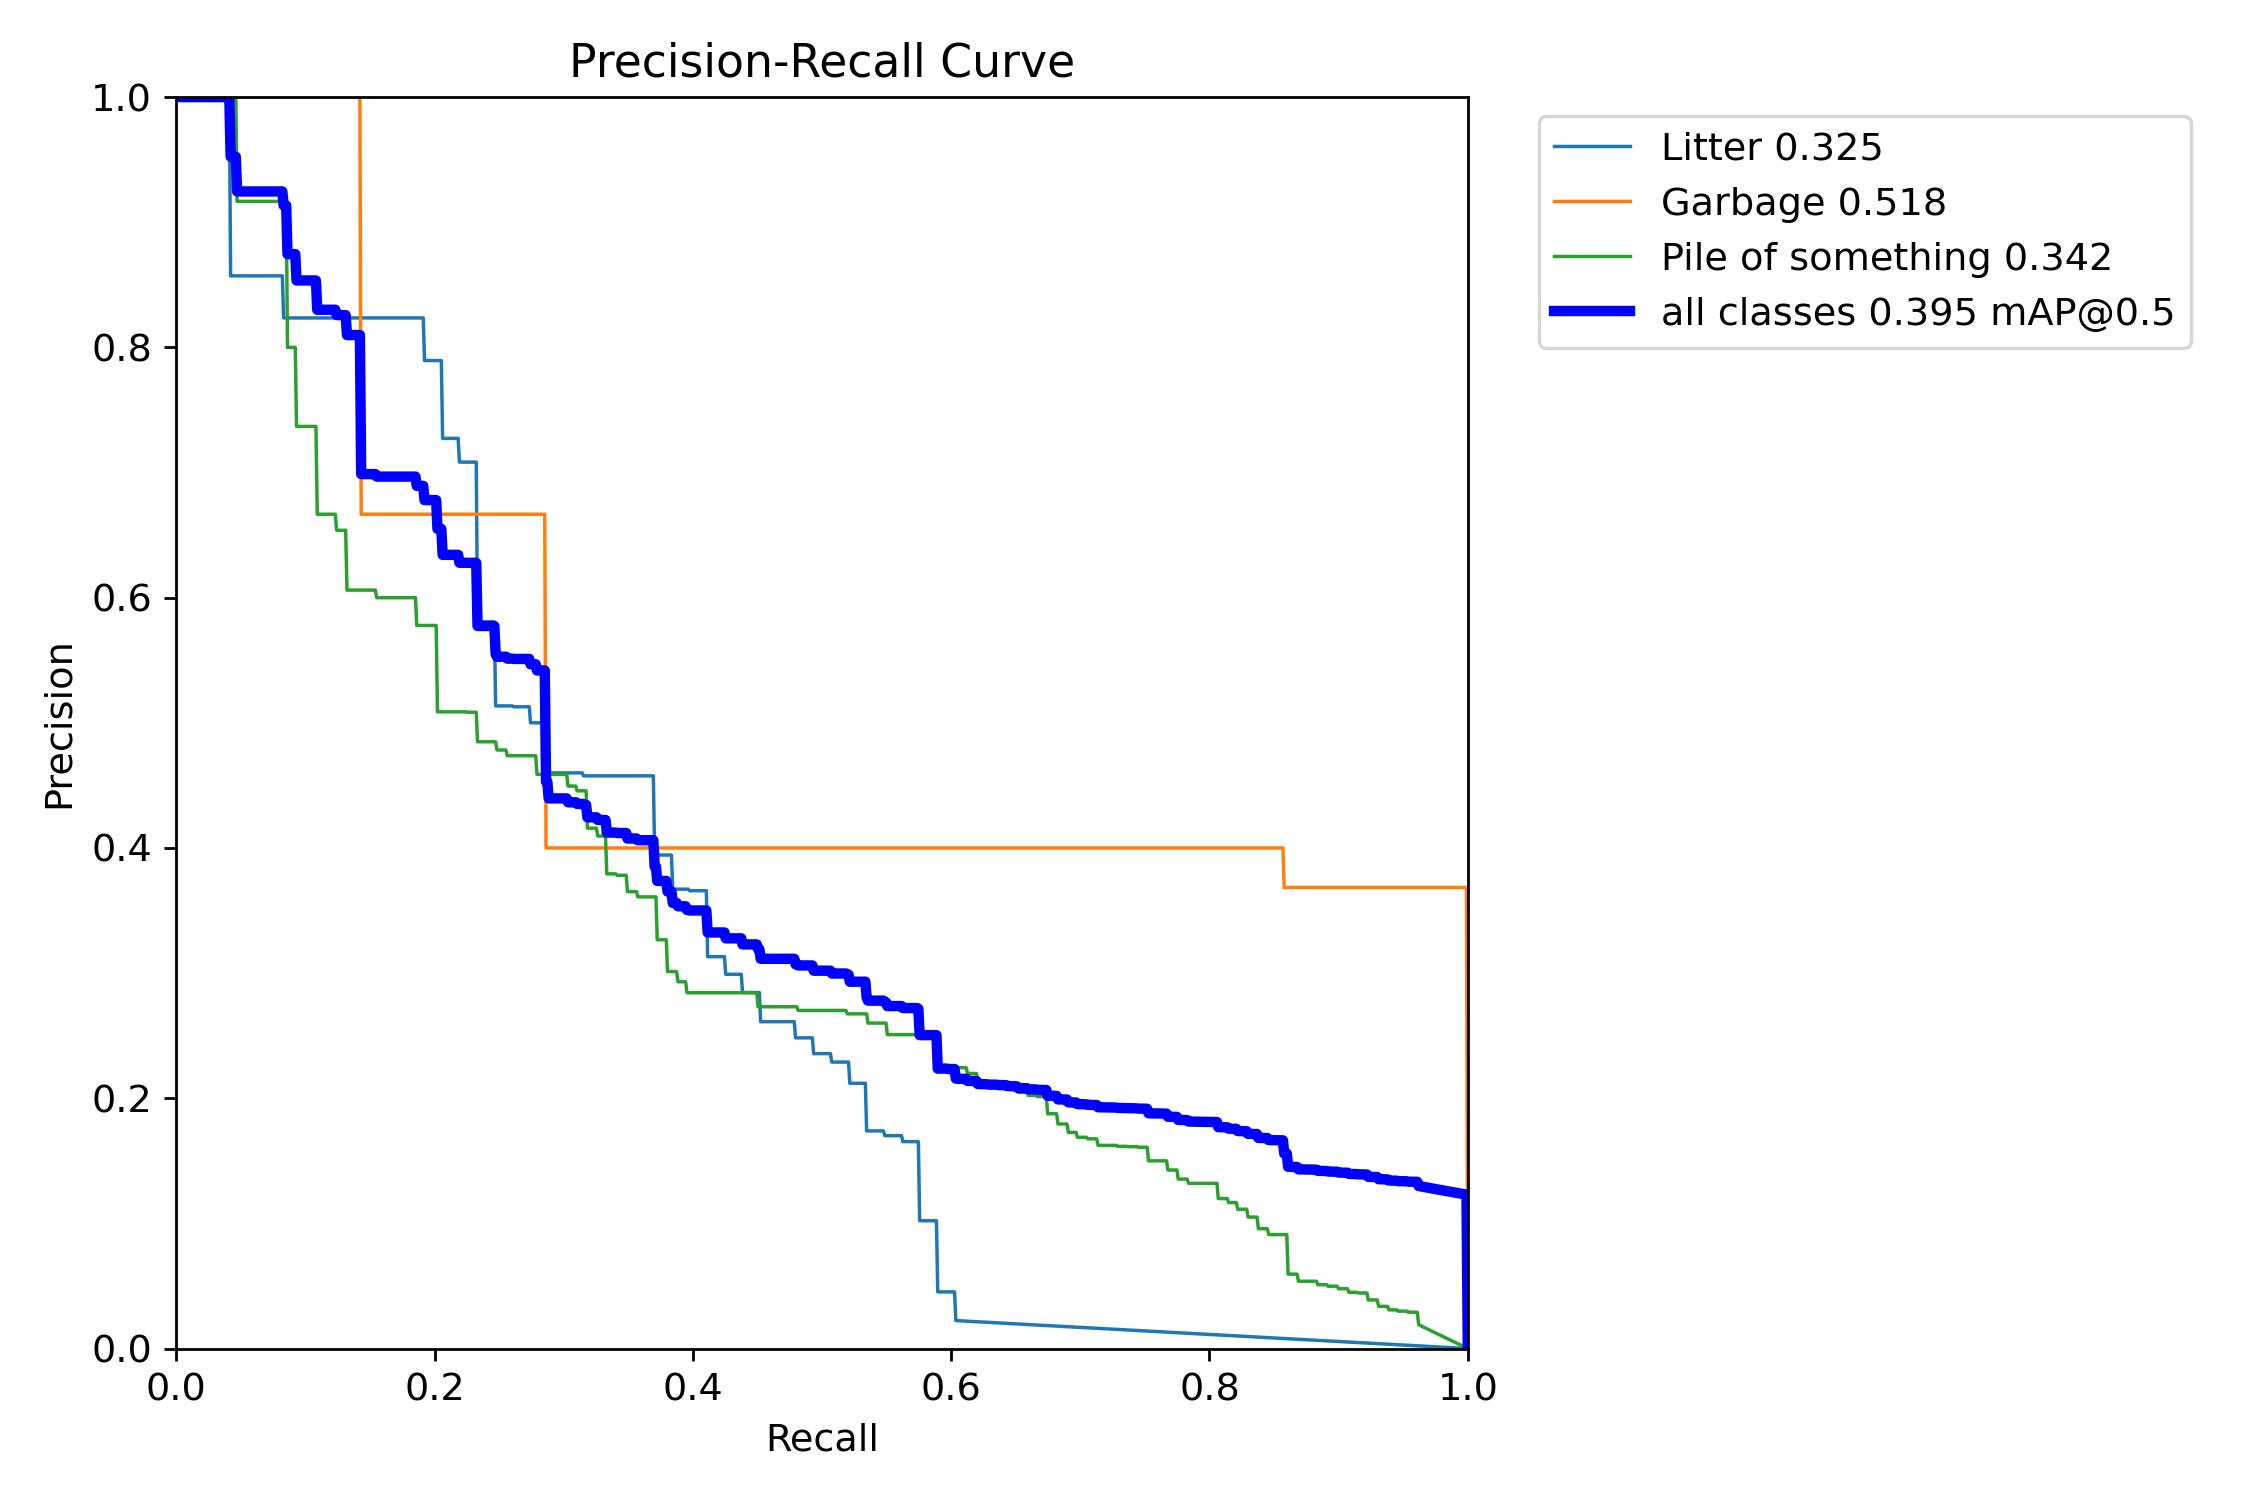 Precision-Recall Curve
Litter 0.325
Garbage 0.518
Pile of something 0.342
all classes 0.395 mAP@0.5
Precision
1.0
0.8
0.6
0.4
0.2
0.0
0.0 0.2 0.4 0.6 0.8 1.0
Recall